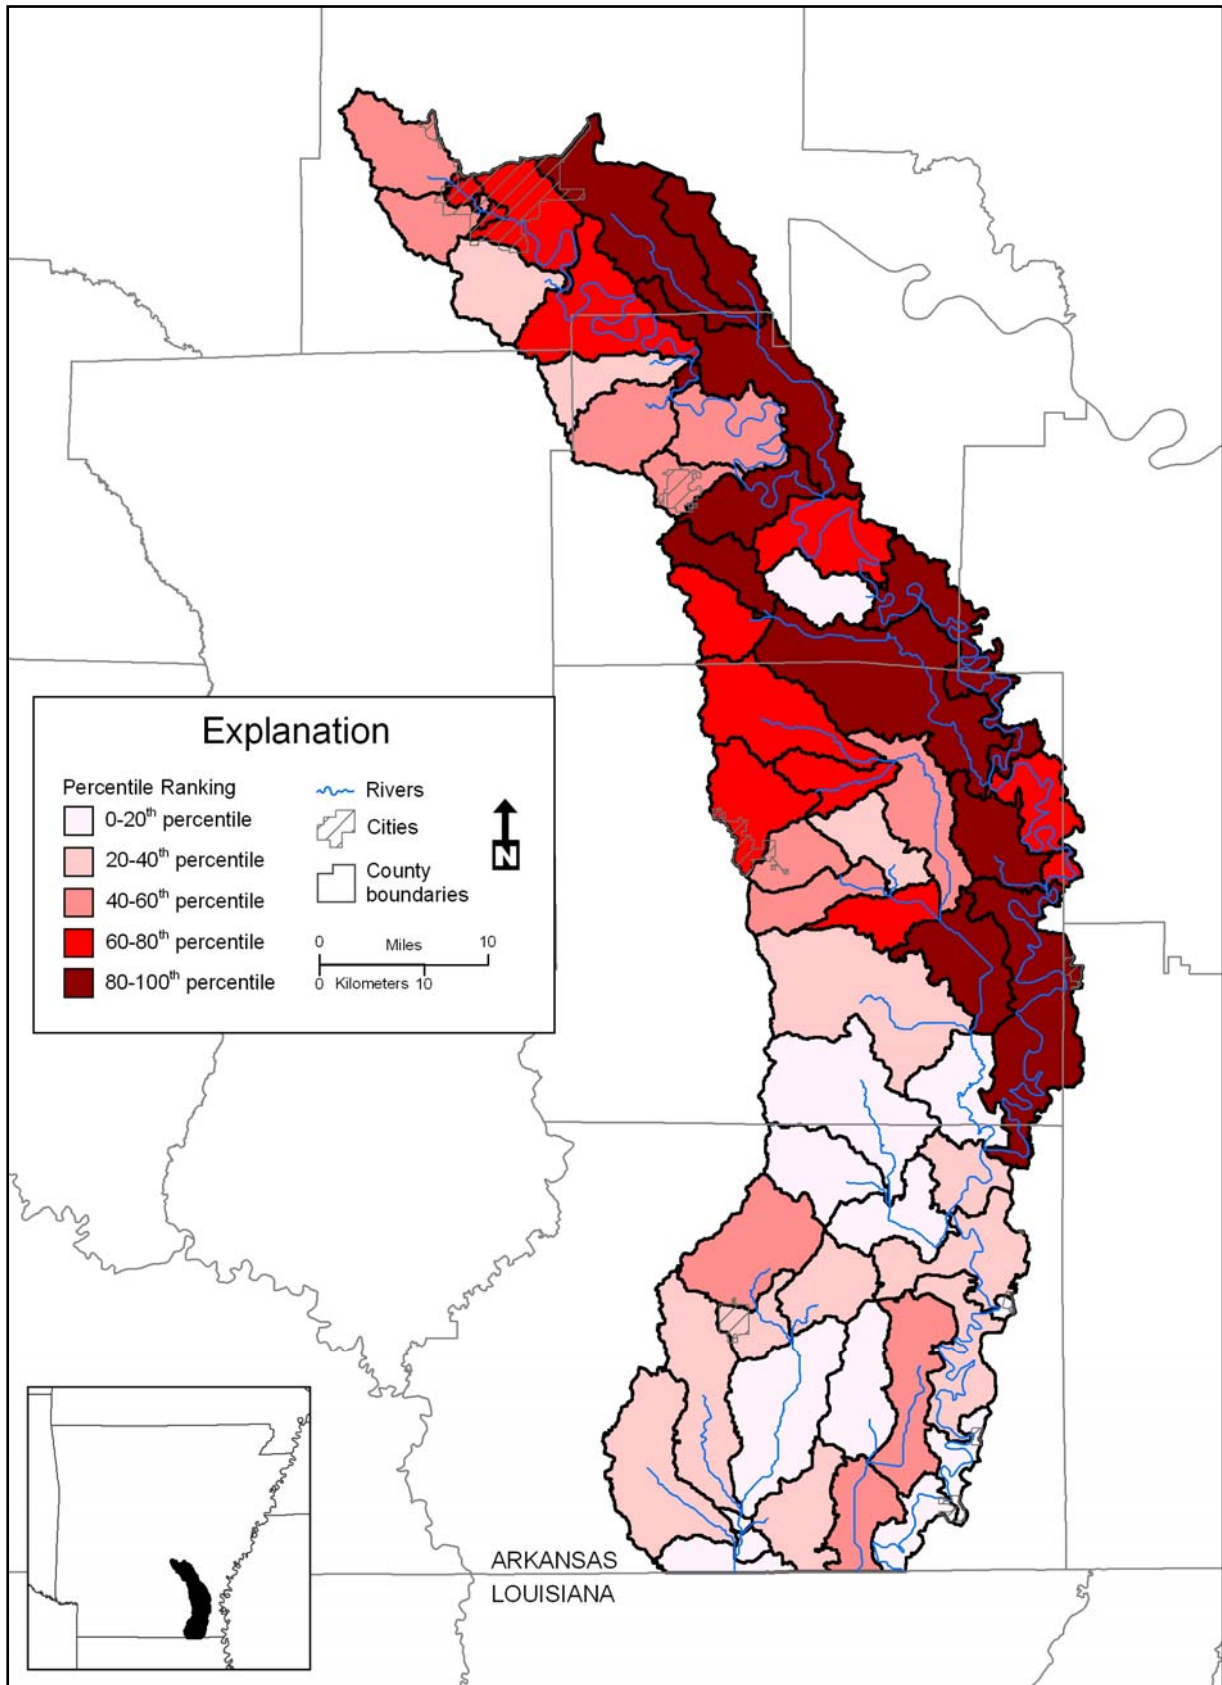 Explanation
Percentile Ranking
0-20th percentile
20-40th percentile
40-60th percentile
60-80th percentile
80-100th percentile
Rivers
Cities
County
boundaries
N
0 Miles 10
0 Kilometers 10
ARKANSAS
LOUISIANA